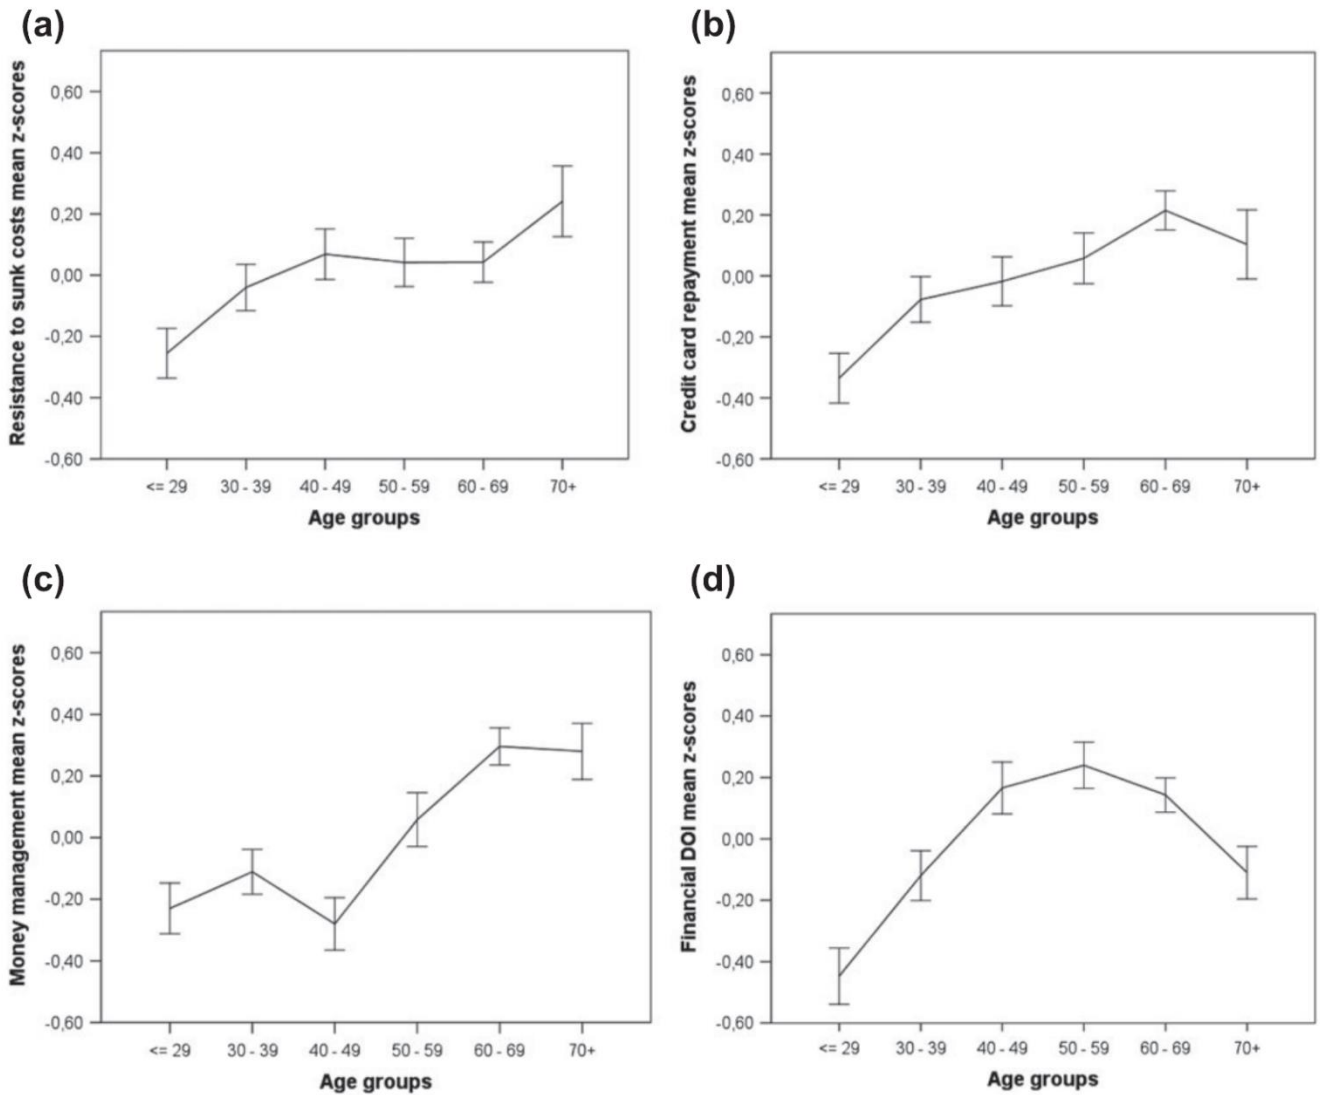 (a)
Resistance to sunk costs mean z-scores
0,60
0,40
0,20
0,00
-0,20
-0,40
-0,60
<= 29 30 - 39 40 - 49 50 - 59 60 - 69 70+
Age groups
(b)
Credit card repayment mean z-scores
0,60
0,40
0,20
0,00
-0,20
-0,40
-0,60
<= 29 30 - 39 40 - 49 50 - 59 60 - 69 70+
Age groups
(c)
Money management mean z-scores
0,60
0,40
0,20
0,00
-0,20
-0,40
-0,60
<= 29 30 - 39 40 - 49 50 - 59 60 - 69 70+
Age groups
(d)
Financial DOI mean z-scores
0,60
0,40
0,20
0,00
-0,20
-0,40
-0,60
<= 29 30 - 39 40 - 49 50 - 59 60 - 69 70+
Age groups